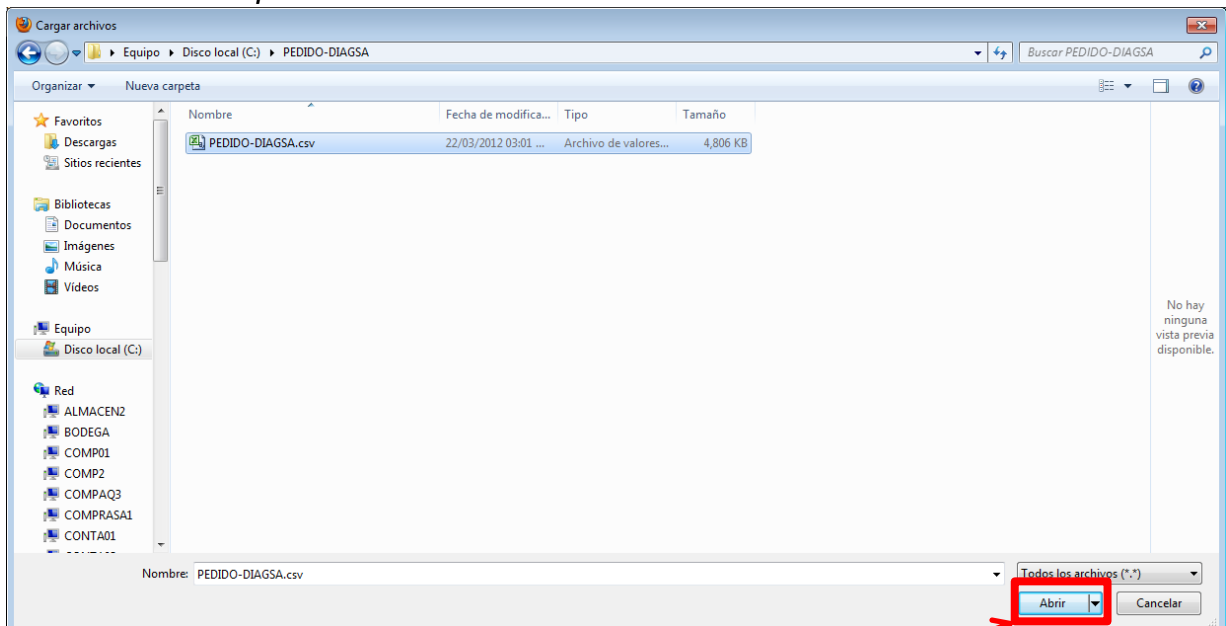 Cargar archivos
Equipo Disco local (C:) PEDIDO-DIAGSA Buscar PEDIDO-DIAGSA
Organizar Nueva carpeta
Nombre Fecha de modifica... Tipo Tamaño
PEDIDO-DIAGSA.csv 22/03/2012 03:01 ... Archivo de valores... 4,806 KB
Favoritos
Descargas
Sitios recientes
Bibliotecas
Documentos
Imágenes
Música
Vídeos
Equipo
Disco local (C:)
Red
ALMACEN2
BODEGA
COMP01
COMP2
COMPAQ3
COMPRASA1
CONTA01
No hay
ninguna
vista previa
disponible.
Nombre: PEDIDO-DIAGSA.csv Todos los archivos (*.*)
Abrir Cancelar